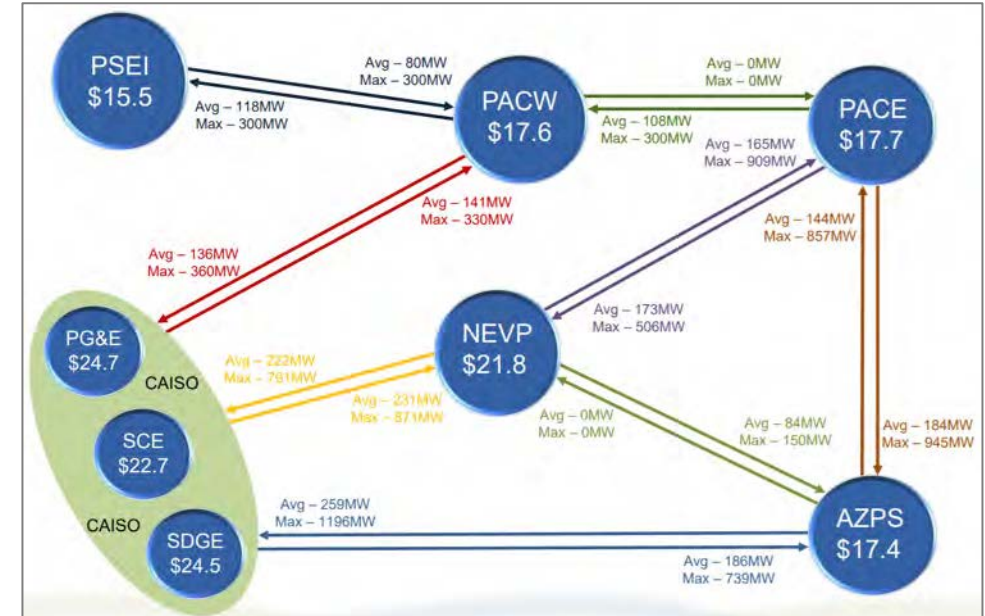 PSEI
$15.5
Avg – 80MW
Max – 300MW
Avg – 118MW
Max – 300MW
PACW
$17.6
Avg – 0MW
Max – 0MW
Avg – 108MW
Max – 300MW
PACE
$17.7
Avg – 165MW
Max – 909MW
Avg – 141MW
Max – 330MW
Avg – 144MW
Max – 857MW
Avg – 136MW
Max – 360MW
Avg – 173MW
Max – 506MW
PG&E
$24.7
CAISO
NEVP
$21.8
Avg – 222MW
Max – 791MW
Avg – 231MW
Max – 871MW
Avg – 0MW
Max – 0MW
Avg – 84MW
Max – 150MW
Avg – 184MW
Max – 945MW
SCE
$22.7
CAISO
SDGE
$24.5
Avg – 259MW
Max – 1196MW
Avg – 186MW
Max – 739MW
AZPS
$17.4